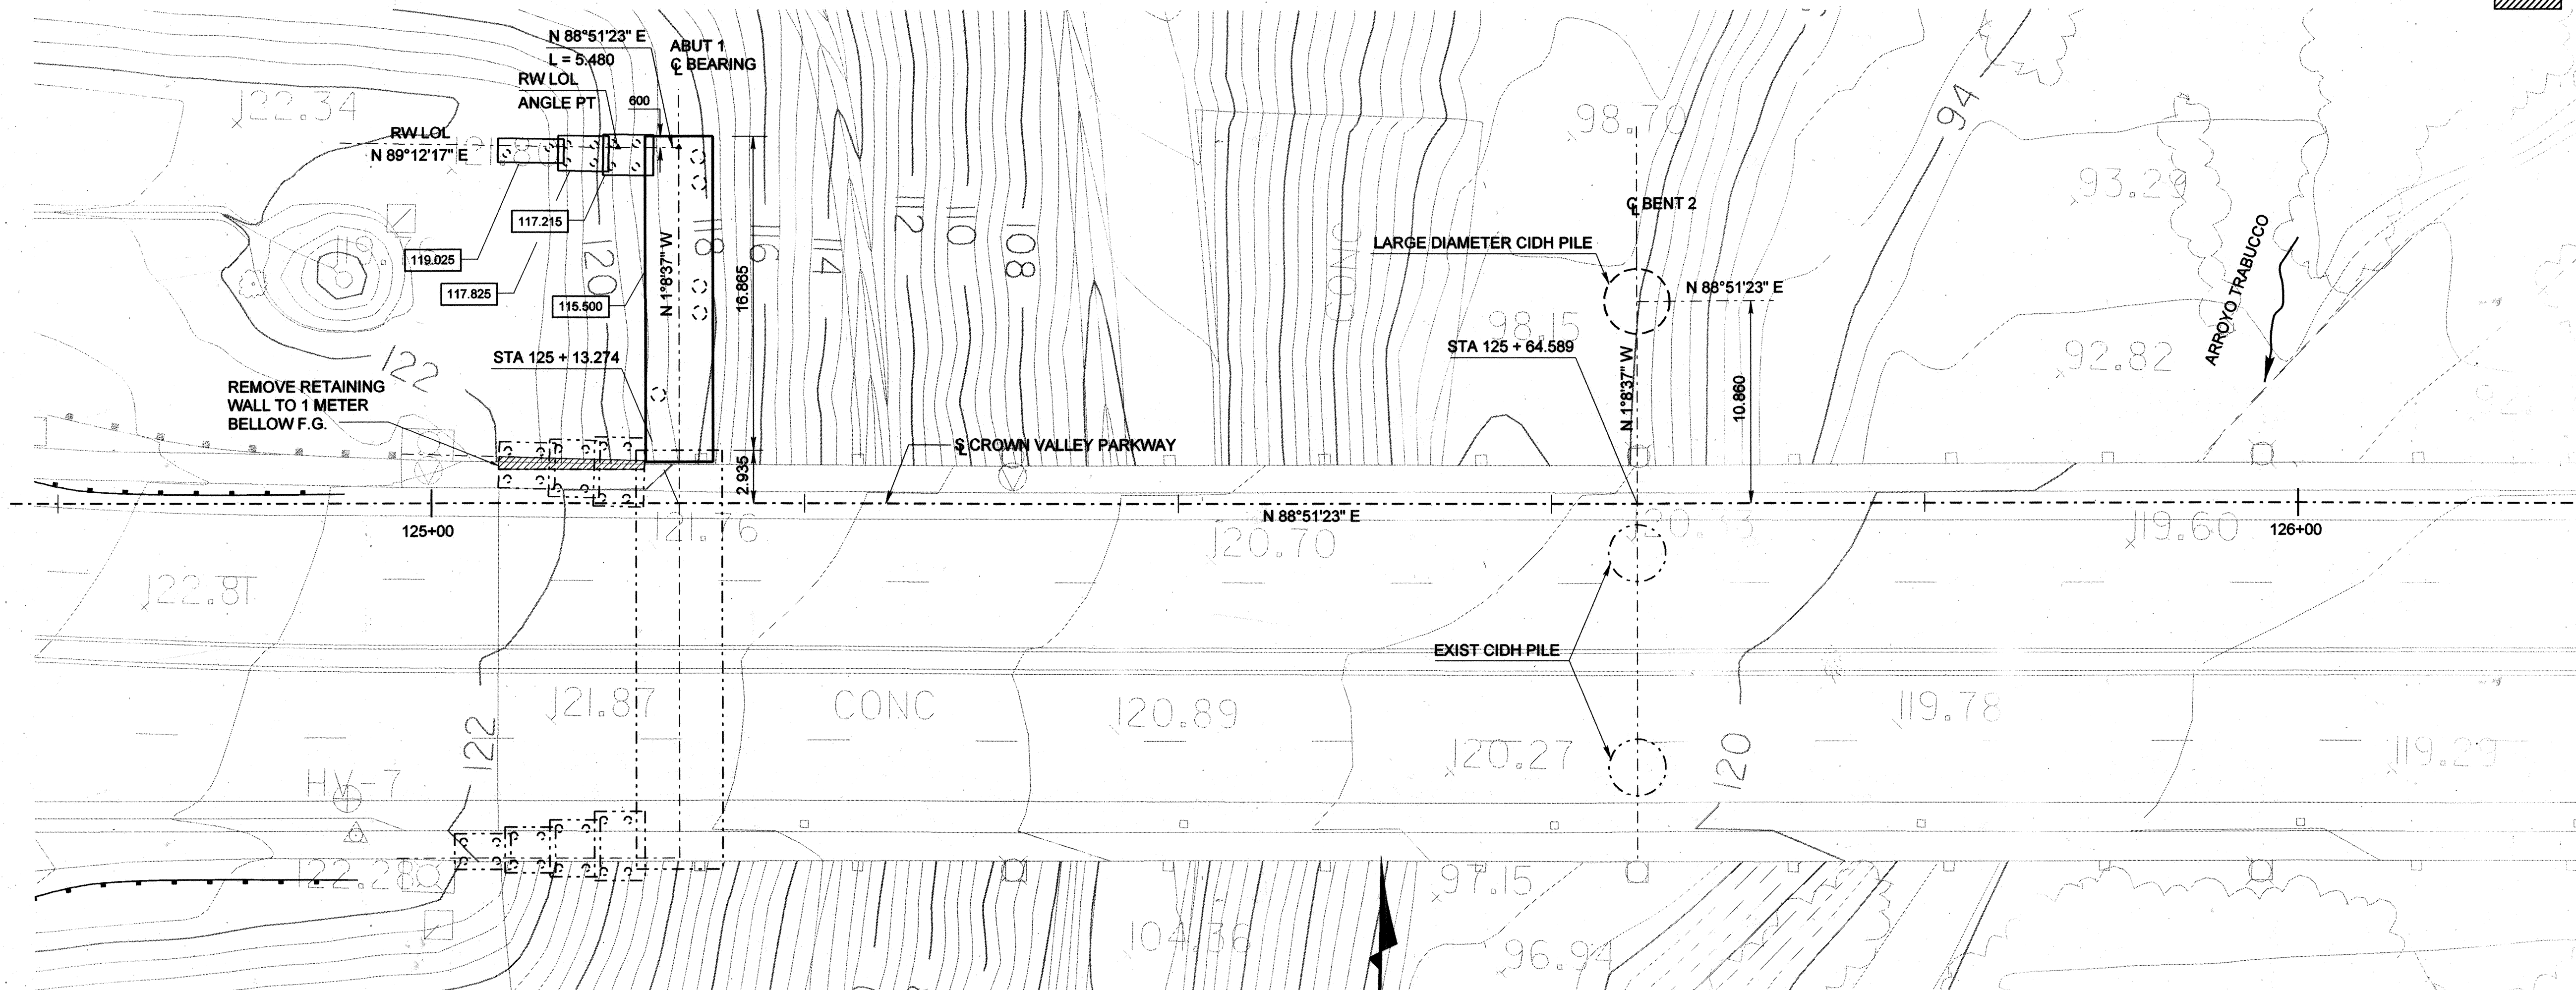 N 88°51'23" E
L = 5.480
RW LOL
ANGLE PT
ABUT 1
℄ BEARING
600
RW LOL
N 89°12'17" E
122.34
98.70
94
93.29
℄ BENT 2
117.215
119.025
117.825
115.500
120
118
116
114
112
110
108
N 1°8'37" W
16.865
CONC
LARGE DIAMETER CIDH PILE
N 88°51'23" E
98.15
STA 125 + 64.589
N 1°8'37" W
10.860
ARROYO TRABUCCO
92.82
STA 125 + 13.274
122
REMOVE RETAINING
WALL TO 1 METER
BELLOW F.G.
2.935
℄ CROWN VALLEY PARKWAY
N 88°51'23" E
125+00
126+00
121.76
120.70
119.60
122.81
EXIST CIDH PILE
121.87
CONC
120.89
120.27
119.78
119.29
122
120
HV-7
122.28
97.15
104.36
96.94